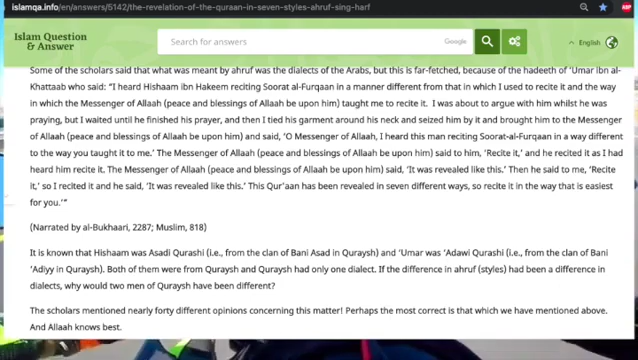 islamqa.info/en/answers/5142/the-revelation-of-the-quraan-in-seven-styles-ahruf-sing-harf
Islam Question
& Answer
Search for answers
Google
English
Some of the scholars said that what was meant by ahruf was the dialects of the Arabs, but this is far-fetched, because of the hadeeth of 'Umar ibn al-
Khattaab who said: "I heard Hishaam ibn Hakeem reciting Soorat al-Furqaan in a manner different from that in which I used to recite it and the way
in which the Messenger of Allaah (peace and blessings of Allaah be upon him) taught me to recite it. I was about to argue with him whilst he was
praying, but I waited until he finished his prayer, and then I tied his garment around his neck and seized him by it and brought him to the Messenger
of Allaah (peace and blessings of Allaah be upon him) and said, 'O Messenger of Allaah, I heard this man reciting Soorat-al-Furqaan in a way different
to the way you taught it to me.' The Messenger of Allaah (peace and blessings of Allaah be upon him) said to him, 'Recite it,' and he recited it as I had
heard him recite it. The Messenger of Allaah (peace and blessings of Allaah be upon him) said, 'It was revealed like this.' Then he said to me, 'Recite
it,' so I recited it and he said, 'It was revealed like this.' This Qur'aan has been revealed in seven different ways, so recite it in the way that is easiest
for you.'"
(Narrated by al-Bukhaari, 2287; Muslim, 818)
It is known that Hishaam was Asadi Qurashi (i.e., from the clan of Bani Asad in Quraysh) and 'Umar was 'Adawi Qurashi (i.e., from the clan of Bani
'Adiyy in Quraysh). Both of them were from Quraysh and Quraysh had only one dialect. If the difference in ahruf (styles) had been a difference in
dialects, why would two men of Quraysh have been different?
The scholars mentioned nearly forty different opinions concerning this matter! Perhaps the most correct is that which we have mentioned above.
And Allaah knows best.